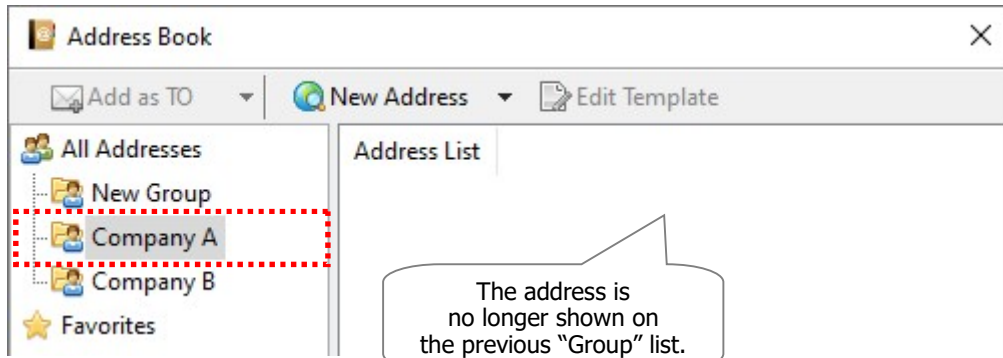 Address Book
Add as TO New Address Edit Template
All Addresses
Address List
New Group
Company A
Company B
Favorites
The address is
no longer shown on
the previous “Group” list.